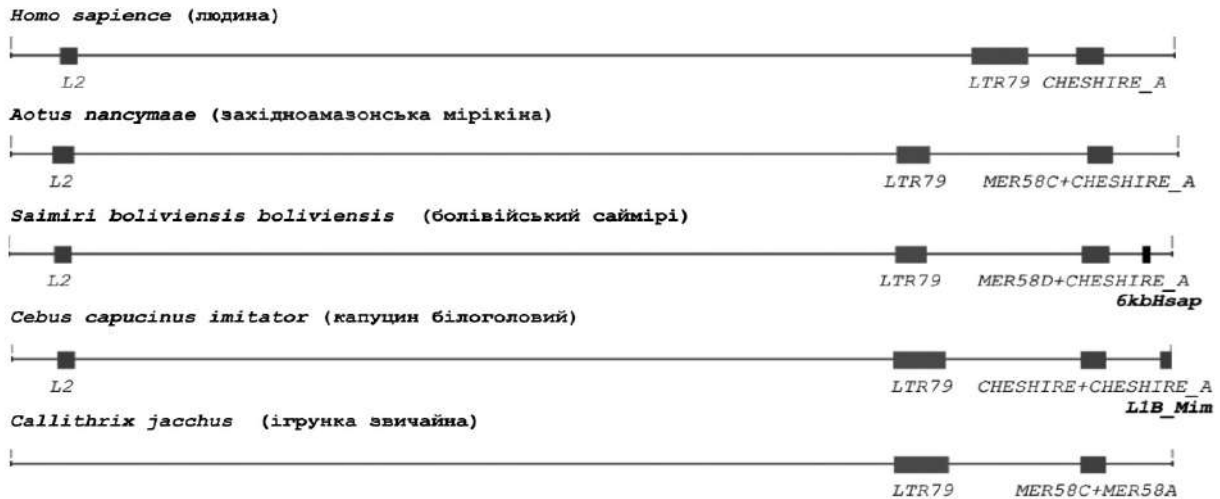 Homo sapience (людина)
L2 LTR79 CHESHIRE_A
Aotus nancymaae (західноамазонська мірікіна)
L2 LTR79 MER58C+CHESHIRE_A
Saimiri boliviensis boliviensis (болівійський саймірі)
L2 LTR79 MER58D+CHESHIRE_A
6kbHsap
Cebus capucinus imitator (капуцин білоголовий)
L2 LTR79 CHESHIRE+CHESHIRE_A
L1B_Mim
Callithrix jacchus (ігрунка звичайна)
LTR79 MER58C+MER58A